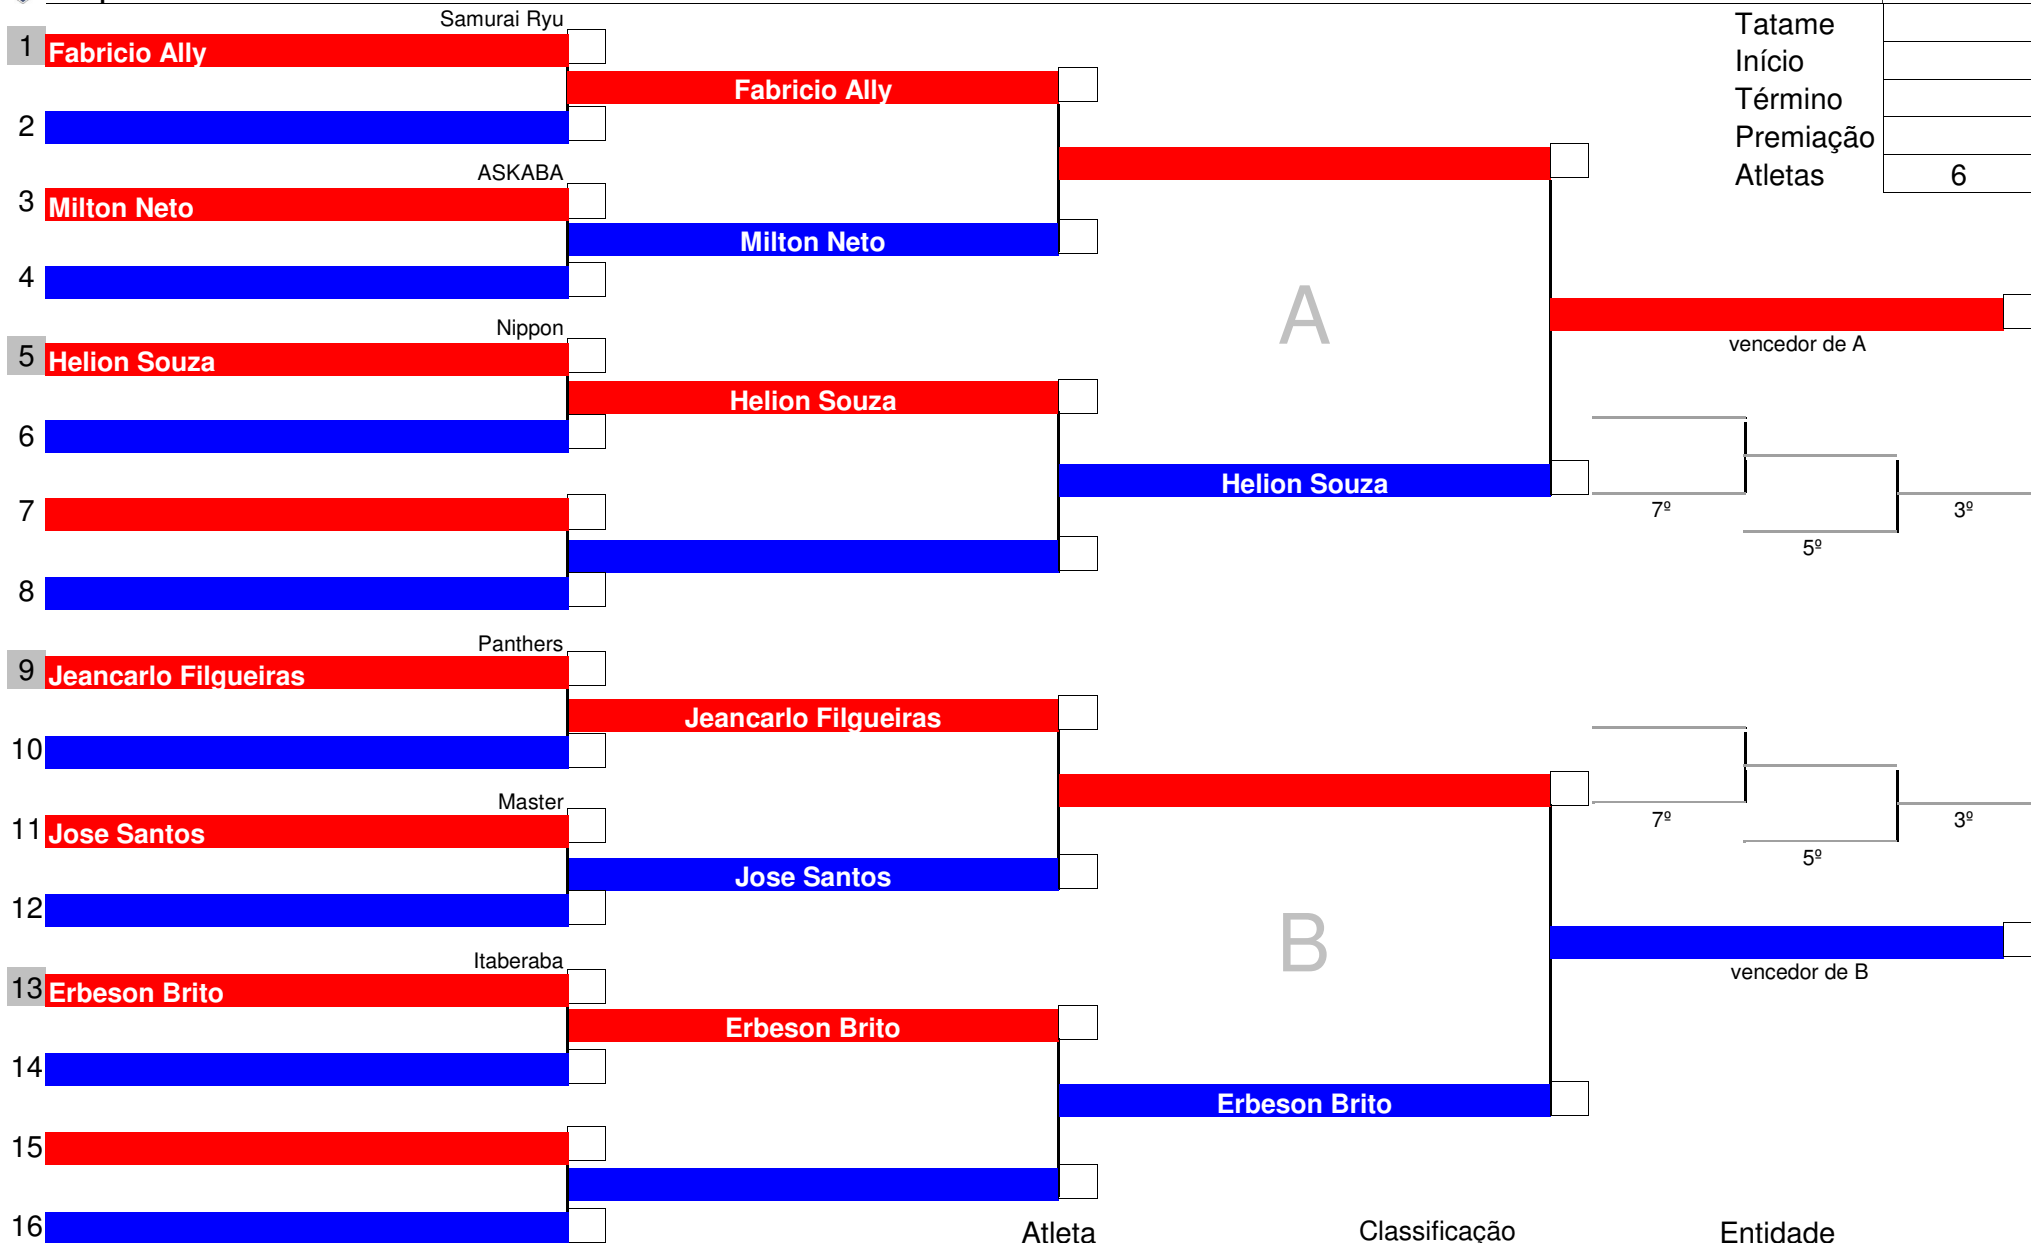 Samurai Ryu
Tatame
1 Fabricio Ally
Início
Fabricio Ally
Término
2
Premiação
ASKABA
Atletas 6
3 Milton Neto
Milton Neto
4
A
Nippon
vencedor de A
5 Helion Souza
Helion Souza
6
Helion Souza
7
7º
3º
5º
8
Panthers
9 Jeancarlo Filgueiras
Jeancarlo Filgueiras
10
Master
7º
3º
11 Jose Santos
5º
Jose Santos
12
B
Itaberaba
vencedor de B
13 Erbeson Brito
Erbeson Brito
14
Erbeson Brito
15
16
Atleta Classificação Entidade